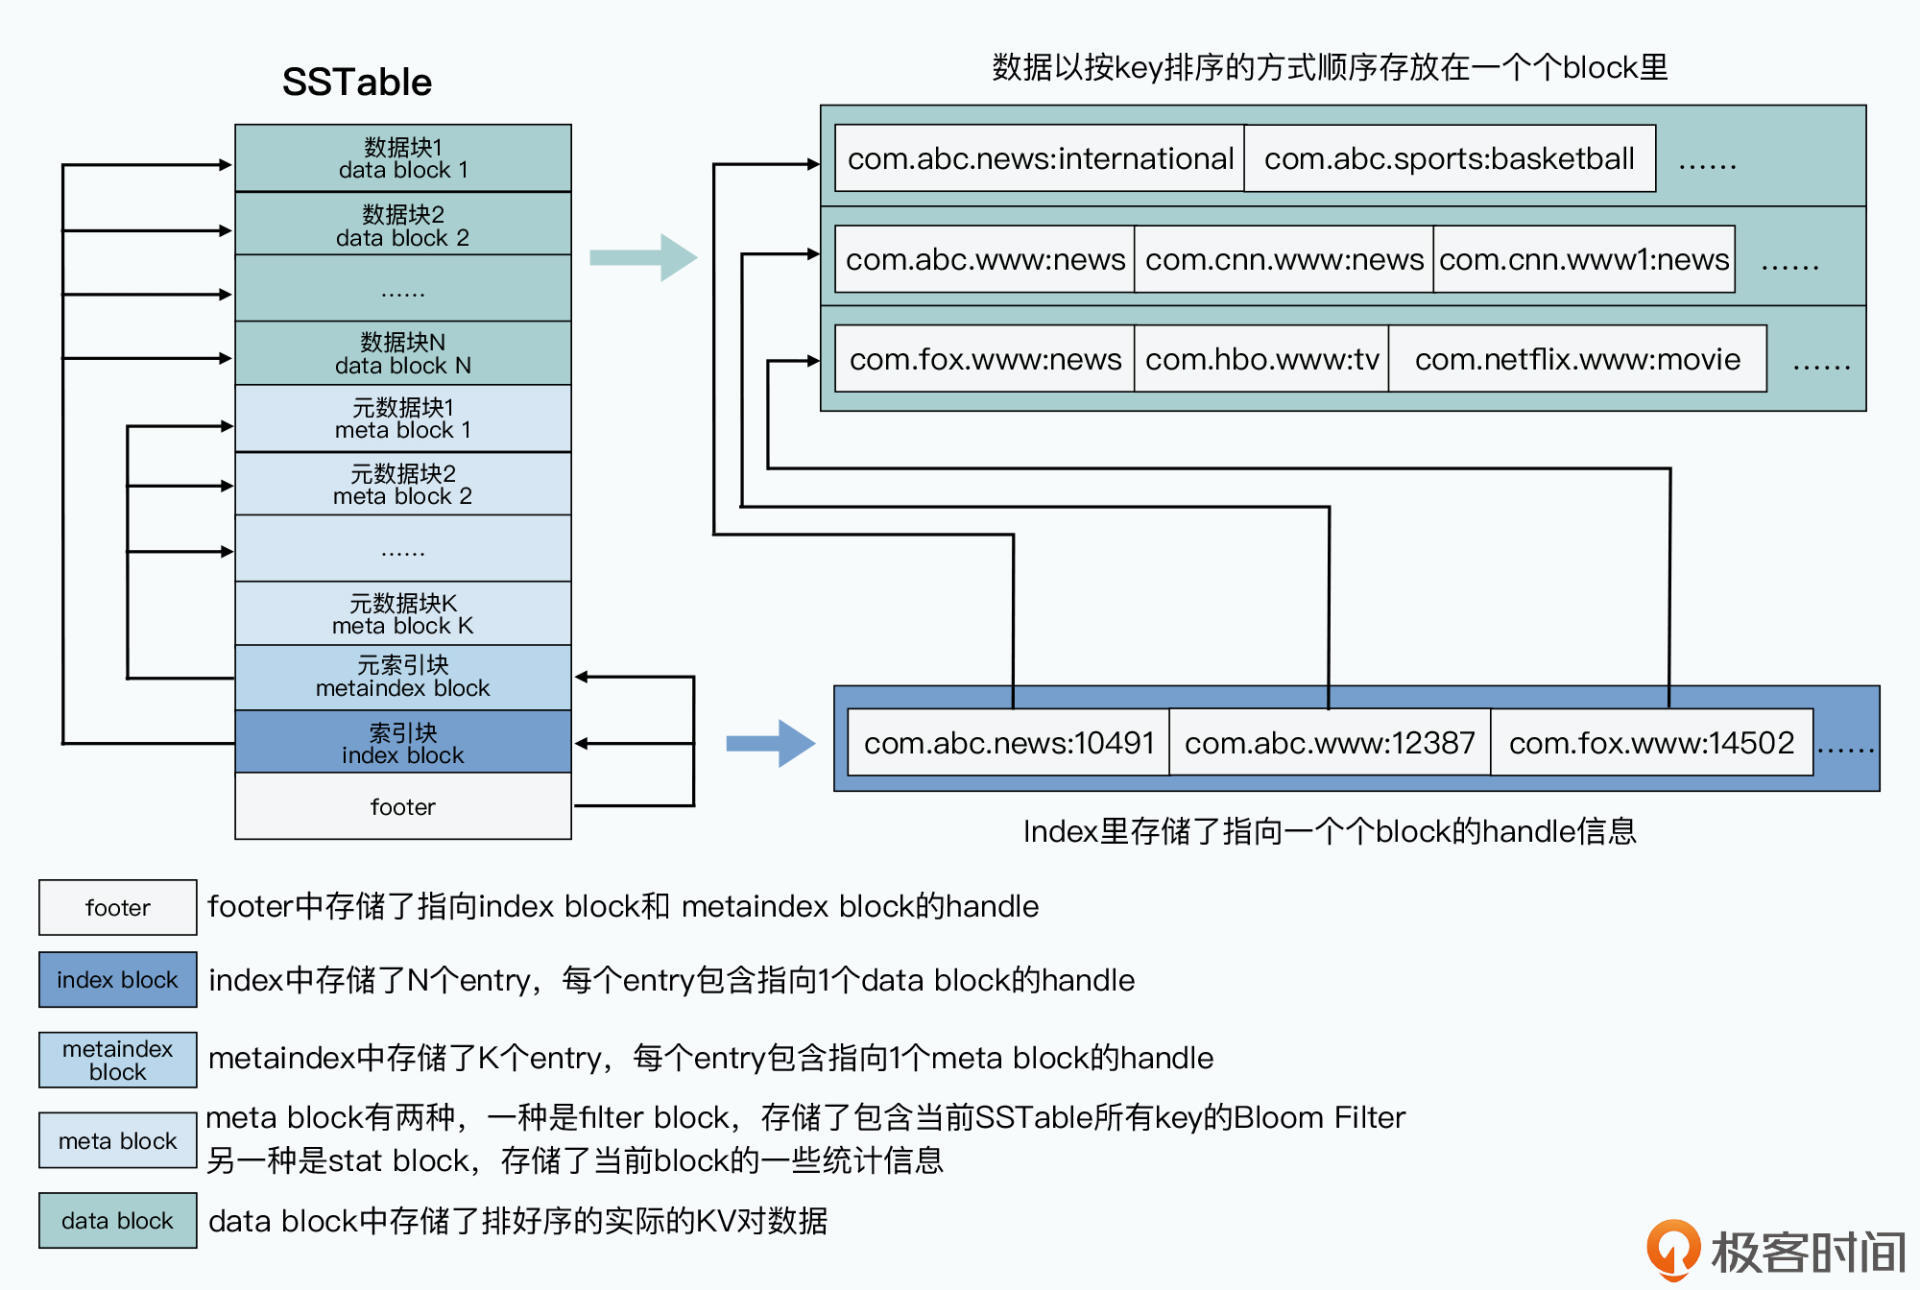 SSTable
数据块1
data block 1
数据块2
data block 2
......
数据块N
data block N
元数据块1
meta block 1
元数据块2
meta block 2
......
元数据块K
meta block K
元索引块
metaindex block
索引块
index block
footer
数据以按key排序的方式顺序存放在一个个block里
com.abc.news:international com.abc.sports:basketball ......
com.abc.www:news com.cnn.www:news com.cnn.www1:news ......
com.fox.www:news com.hbo.www:tv com.netflix.www:movie ......
com.abc.news:10491 com.abc.www:12387 com.fox.www:14502 ......
Index里存储了指向一个个block的handle信息
footer footer中存储了指向index block和 metaindex block的handle
index block index中存储了N个entry，每个entry包含指向1个data block的handle
metaindex
block
metaindex中存储了K个entry，每个entry包含指向1个meta block的handle
meta block
meta block有两种，一种是filter block，存储了包含当前SSTable所有key的Bloom Filter
另一种是stat block，存储了当前block的一些统计信息
data block data block中存储了排好序的实际的KV对数据
极客时间